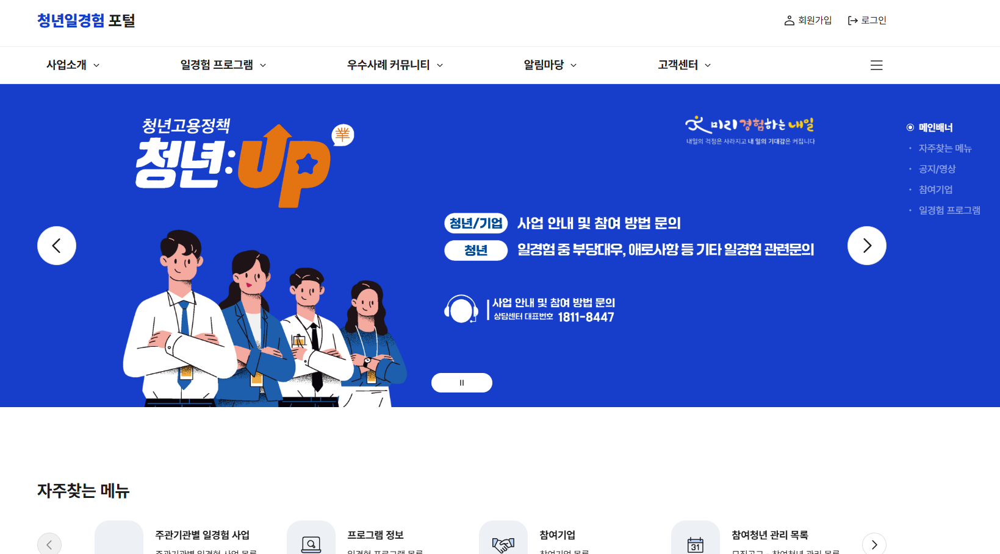 청년일경험 포털
회원가입
로그인
사업소개
일경험 프로그램
우수사례 커뮤니티
알림마당
고객센터
청년고용정책
청년:up
業
미리 경험하는 내일
내일의 걱정은 사라지고 내 일의 기대감은 커집니다
메인배너
자주찾는 메뉴
공지/영상
참여기업
일경험 프로그램
청년/기업 사업 안내 및 참여 방법 문의
청년 일경험 중 부당대우, 애로사항 등 기타 일경험 관련문의
사업 안내 및 참여 방법 문의
상담센터 대표번호 1811-8447
자주찾는 메뉴
주관기관별 일경험 사업
주관기관별 일경험 사업 목록
프로그램 정보
일경험 프로그램 목록
참여기업
참여기업 목록
31
참여청년 관리 목록
모집공고 - 참여청년 관리 목록